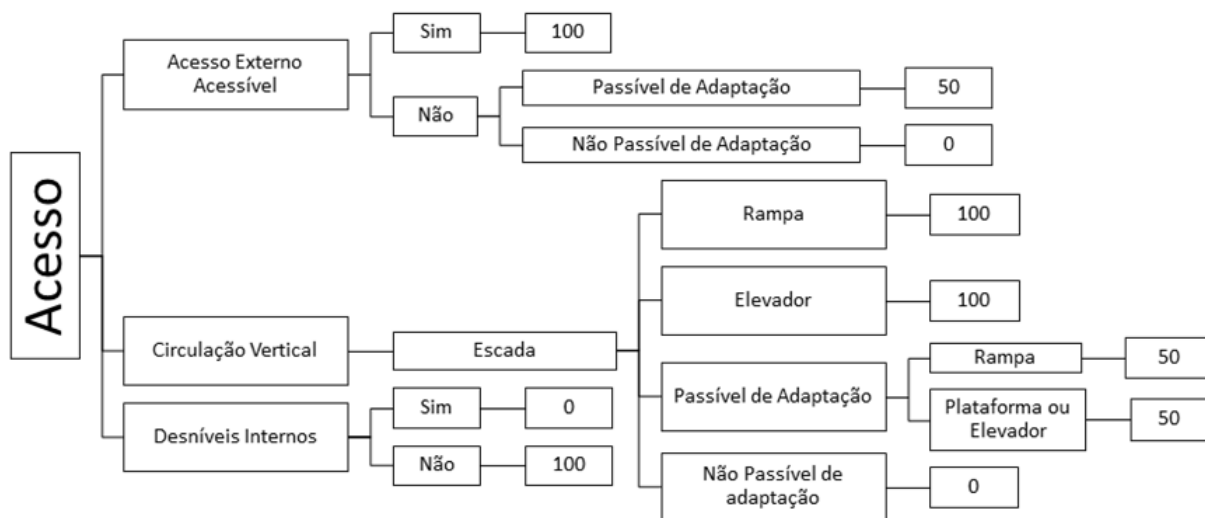 Acesso
Acesso Externo
Acessível
Sim
100
Não
Passível de Adaptação
50
Não Passível de Adaptação
0
Circulação Vertical
Escada
Rampa
100
Elevador
100
Passível de Adaptação
Rampa
50
Plataforma ou
Elevador
50
Não Passível de
adaptação
0
Desníveis Internos
Sim
0
Não
100